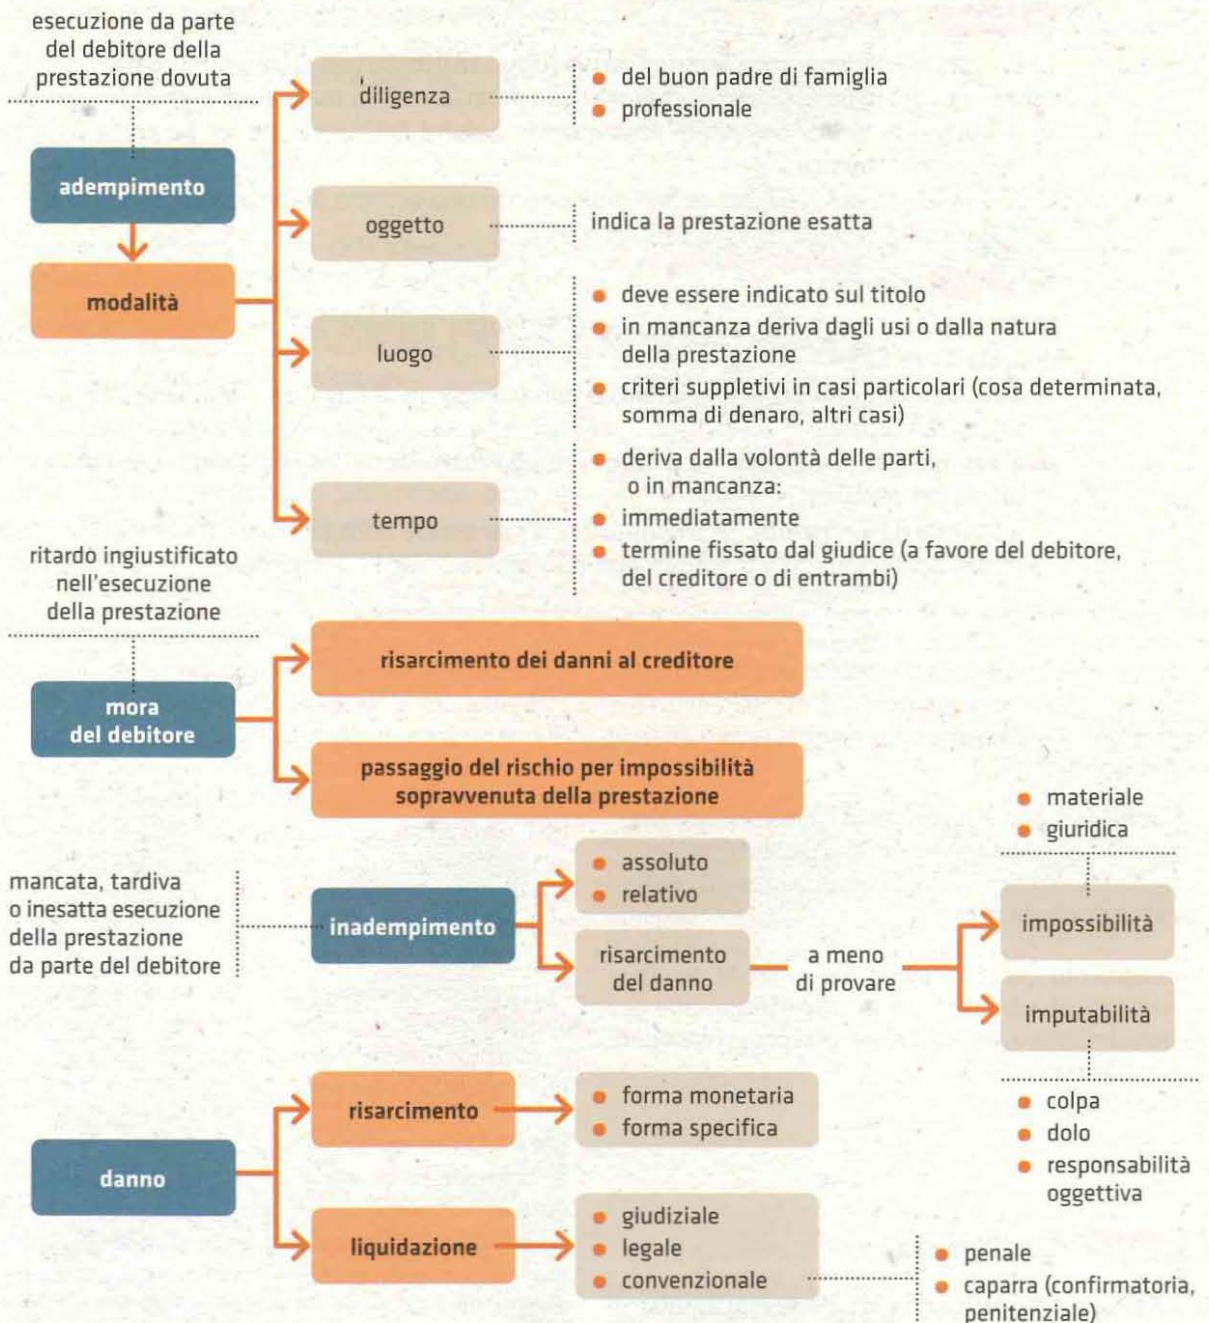 esecuzione da parte
del debitore della
prestazione dovuta
adempimento
modalità
diligenza
del buon padre di famiglia
professionale
oggetto
indica la prestazione esatta
luogo
deve essere indicato sul titolo
in mancanza deriva dagli usi o dalla natura
della prestazione
criteri suppletivi in casi particolari (cosa determinata,
somma di denaro, altri casi)
tempo
deriva dalla volontà delle parti,
o in mancanza:
immediatamente
termine fissato dal giudice (a favore del debitore,
del creditore o di entrambi)
ritardo ingiustificato
nell'esecuzione
della prestazione
mora
del debitore
risarcimento dei danni al creditore
passaggio del rischio per impossibilità
sopravvenuta della prestazione
mancata, tardiva
o inesatta esecuzione
della prestazione
da parte del debitore
inadempimento
assoluto
relativo
risarcimento
del danno
a meno
di provare
materiale
giuridica
impossibilità
imputabilità
colpa
dolo
responsabilità
oggettiva
danno
risarcimento
forma monetaria
forma specifica
liquidazione
giudiziale
legale
convenzionale
penale
caparra (confirmatoria,
penitenziale)